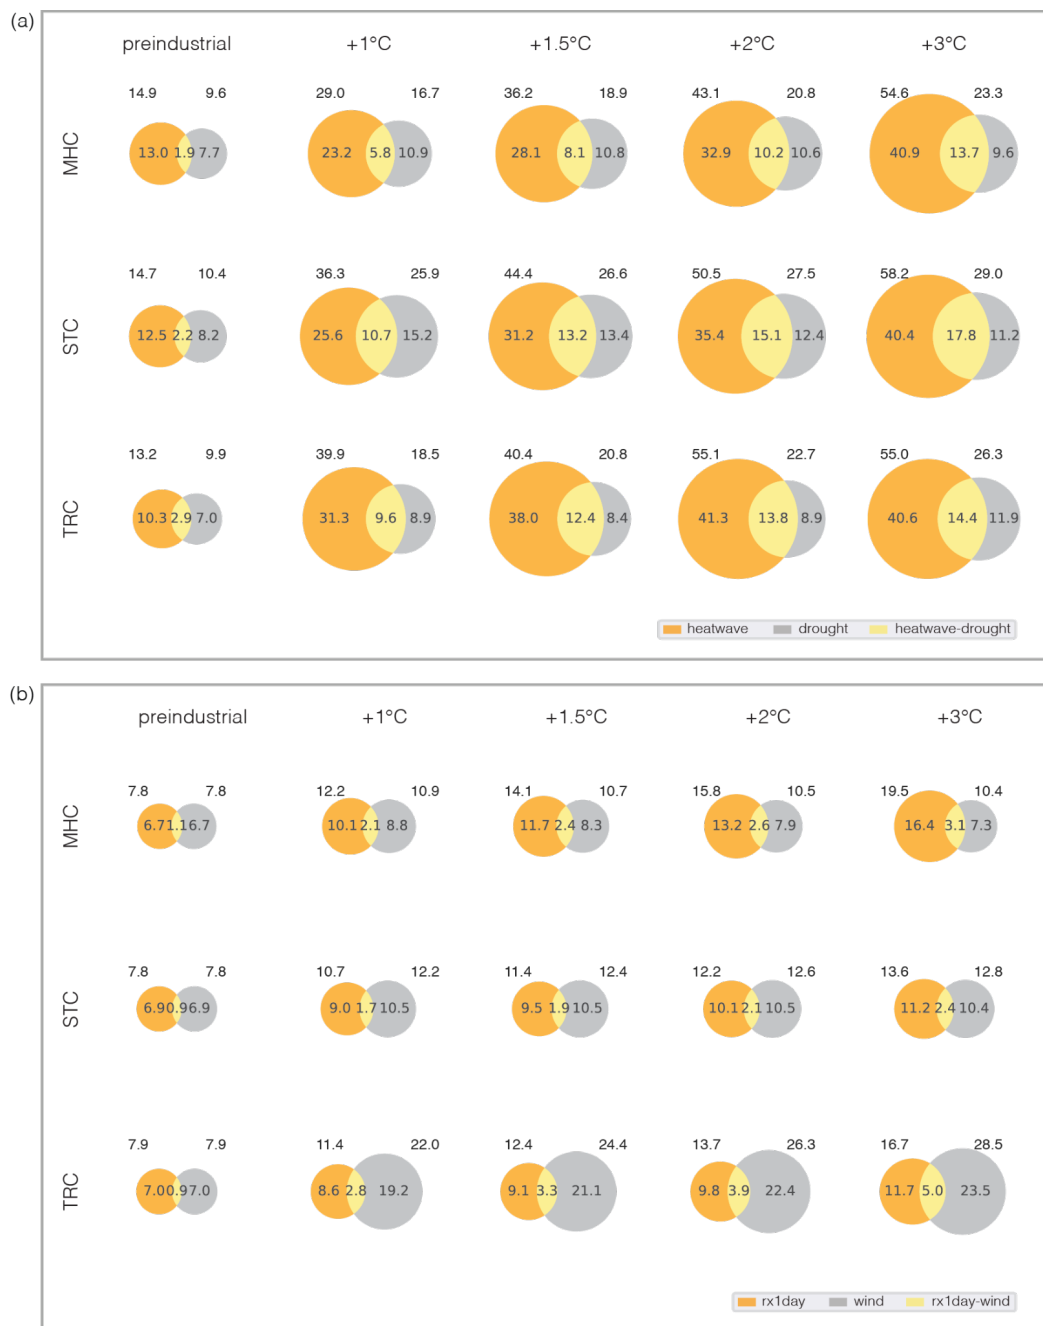 (a)
preindustrial +1°C +1.5°C +2°C +3°C
14.9 9.6 29.0 16.7 36.2 18.9 43.1 20.8 54.6 23.3
MHC 13.0 1.9 7.7 23.2 5.8 10.9 28.1 8.1 10.8 32.9 10.2 10.6 40.9 13.7 9.6
14.7 10.4 36.3 25.9 44.4 26.6 50.5 27.5 58.2 29.0
STC 12.5 2.2 8.2 25.6 10.7 15.2 31.2 13.2 13.4 35.4 15.1 12.4 40.4 17.8 11.2
13.2 9.9 39.9 18.5 40.4 20.8 55.1 22.7 55.0 26.3
TRC 10.3 2.9 7.0 31.3 9.6 8.9 38.0 12.4 8.4 41.3 13.8 8.9 40.6 14.4 11.9
heatwave drought heatwave-drought
(b)
preindustrial +1°C +1.5°C +2°C +3°C
7.8 7.8 12.2 10.9 14.1 10.7 15.8 10.5 19.5 10.4
MHC 6.7 1.1 6.7 10.1 2.1 8.8 11.7 2.4 8.3 13.2 2.6 7.9 16.4 3.1 7.3
7.8 7.8 10.7 12.2 11.4 12.4 12.2 12.6 13.6 12.8
STC 6.9 0.9 6.9 9.0 1.7 10.5 9.5 1.9 10.5 10.1 2.1 10.5 11.2 2.4 10.4
7.9 7.9 11.4 22.0 12.4 24.4 13.7 26.3 16.7 28.5
TRC 7.0 0.9 7.0 8.6 2.8 19.2 9.1 3.3 21.1 9.8 3.9 22.4 11.7 5.0 23.5
rx1day wind rx1day-wind